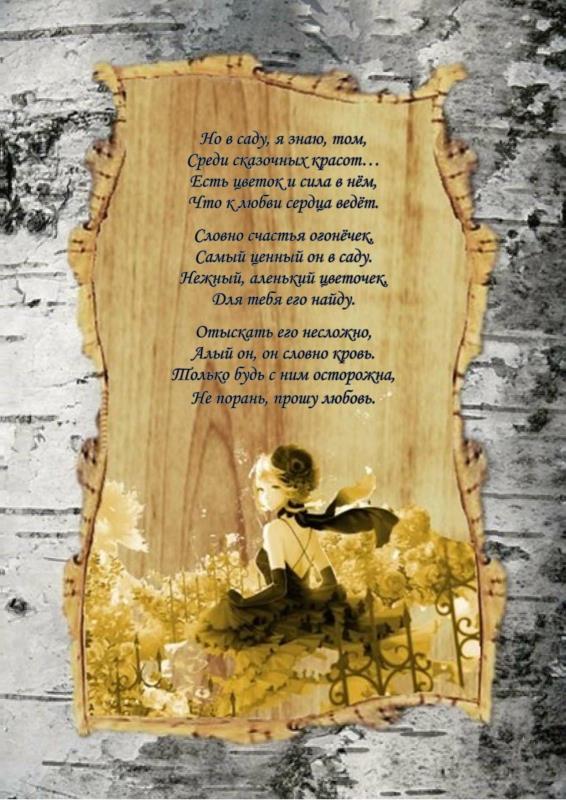 Но в саду, я знаю, том,
Среди сказочных красот…
Есть цветок и сила в нём,
Что к любви сердца ведёт.
Словно счастья огонёчек,
Самый ценный он в саду.
Нежный, аленький цветочек,
Для тебя его найду.
Отыскать его несложно,
Алый он, он словно кровь.
Только будь с ним осторожна,
Не порань, прошу любовь.